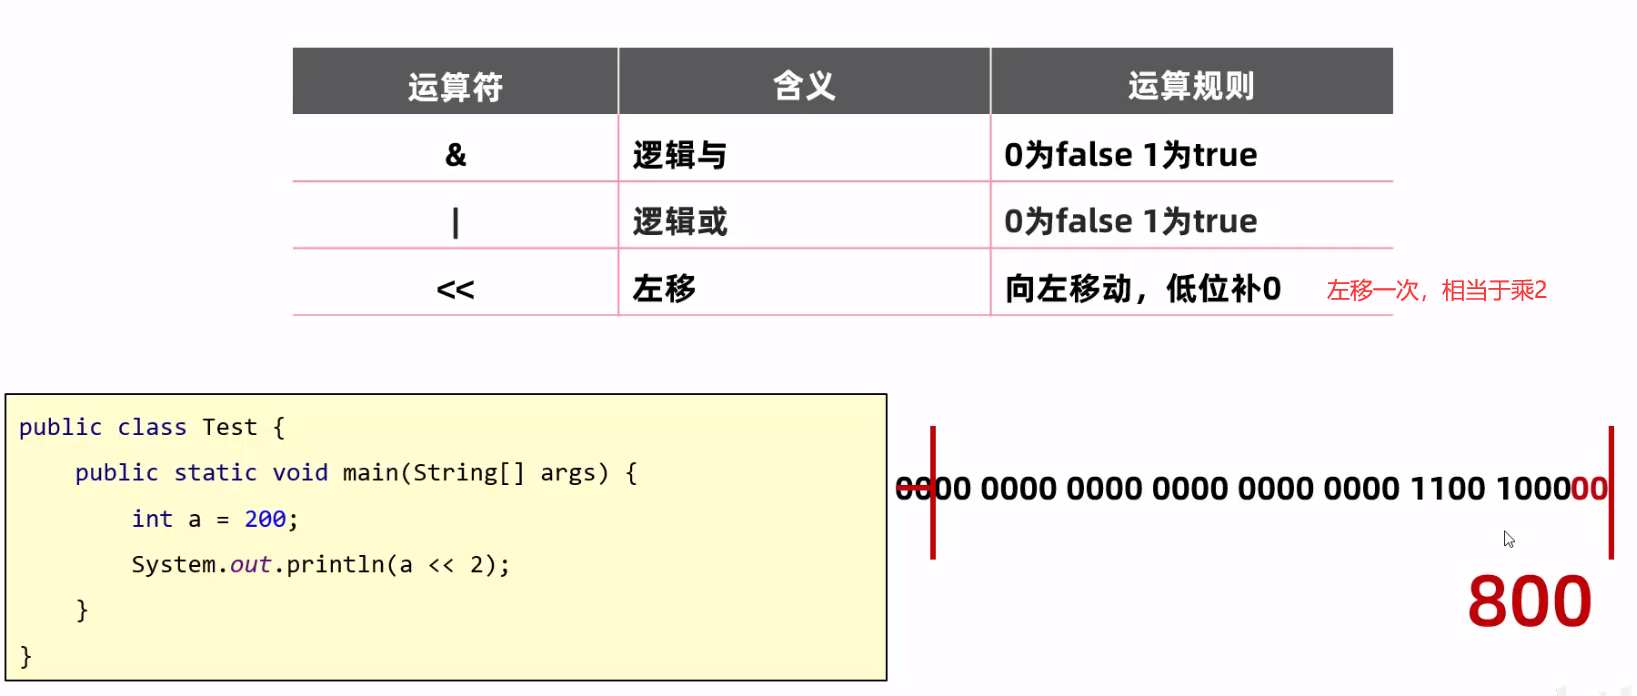 运算符 含义 运算规则
& 逻辑与 0为false 1为true
| 逻辑或 0为false 1为true
<< 左移 向左移动，低位补0 左移一次，相当于乘2
public class Test {
    public static void main(String[] args) {
        int a = 200;
        System.out.println(a << 2);
    }
}
0000 0000 0000 0000 0000 0000 1100 100000
800